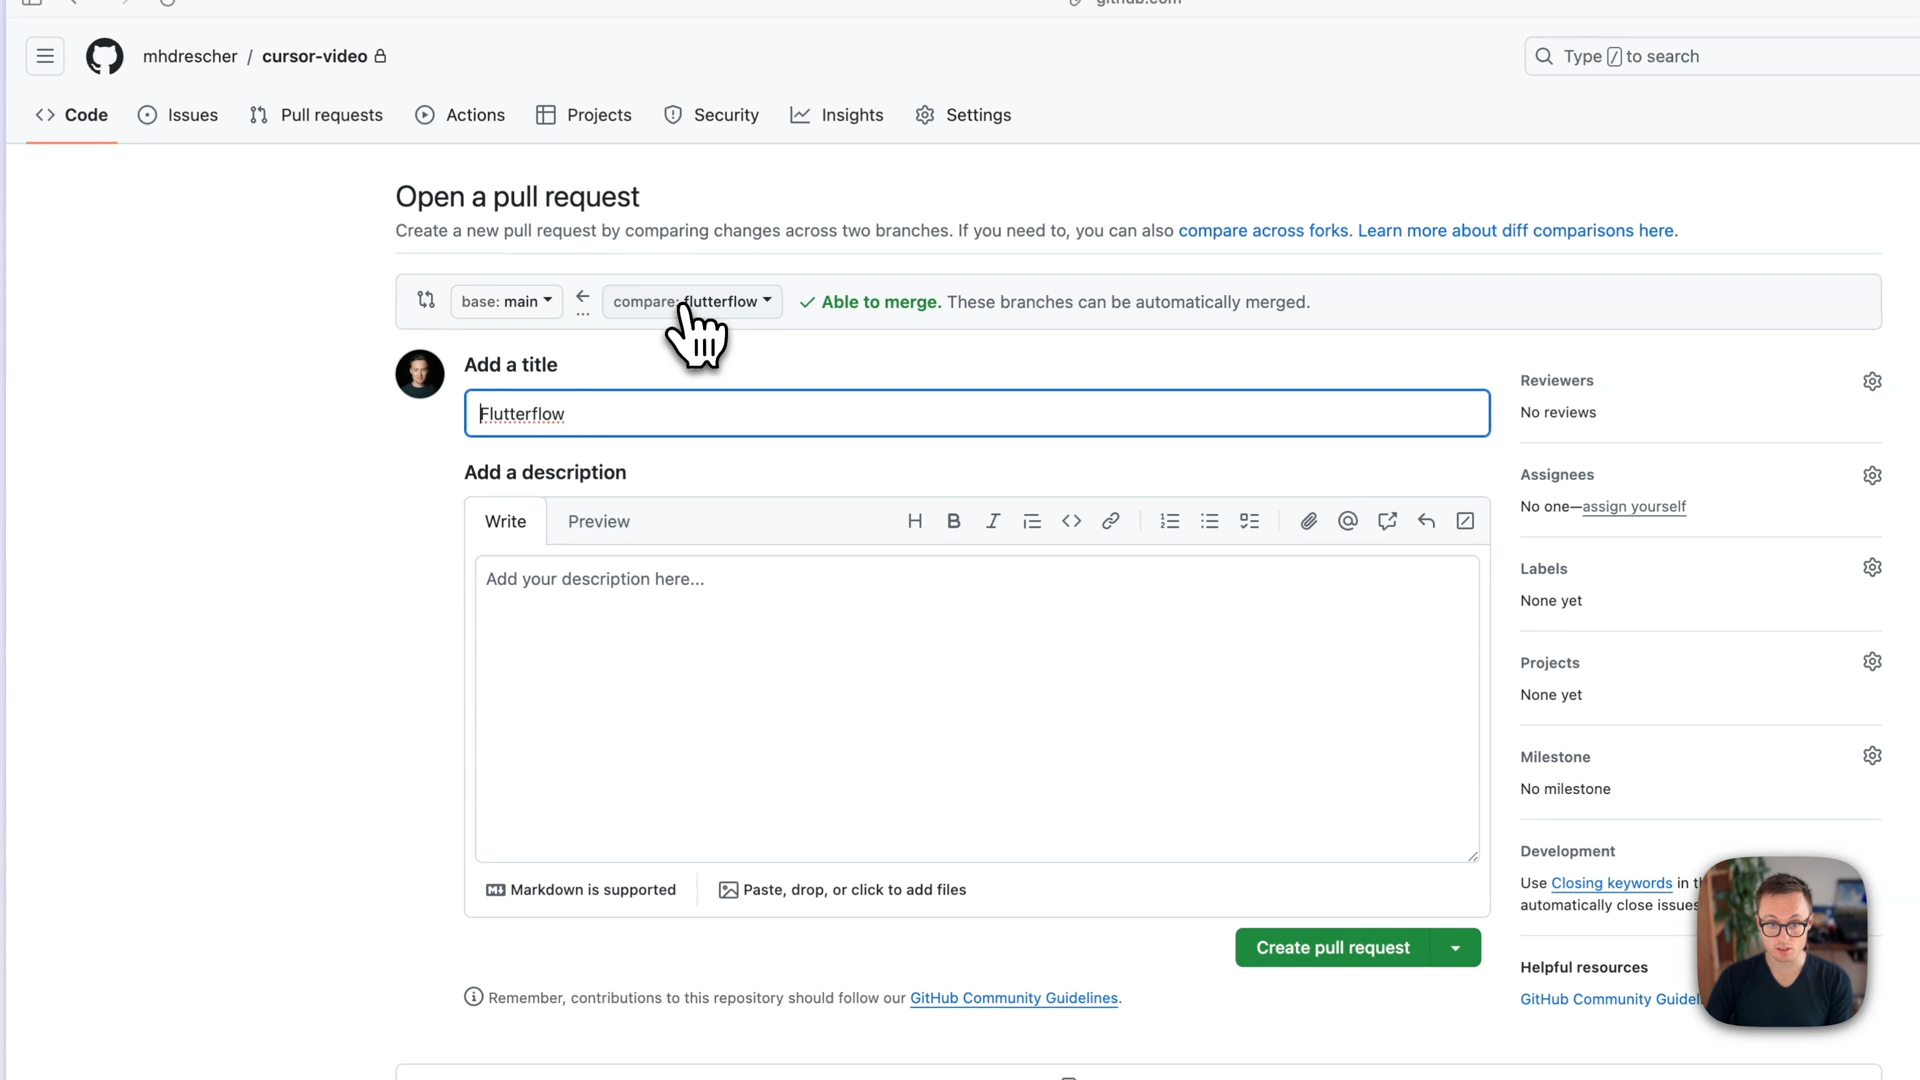 github.com
mhdrescher / cursor-video
Type / to search
Code
Issues
Pull requests
Actions
Projects
Security
Insights
Settings
Open a pull request
Create a new pull request by comparing changes across two branches. If you need to, you can also compare across forks. Learn more about diff comparisons here.
base: main
compare: flutterflow
Able to merge. These branches can be automatically merged.
Add a title
Flutterflow
Add a description
Write
Preview
H
B
I
Add your description here...
Markdown is supported
Paste, drop, or click to add files
Create pull request
Remember, contributions to this repository should follow our GitHub Community Guidelines.
Reviewers
No reviews
Assignees
No one—assign yourself
Labels
None yet
Projects
None yet
Milestone
No milestone
Development
Use Closing keywords in
automatically close issues
Helpful resources
GitHub Community